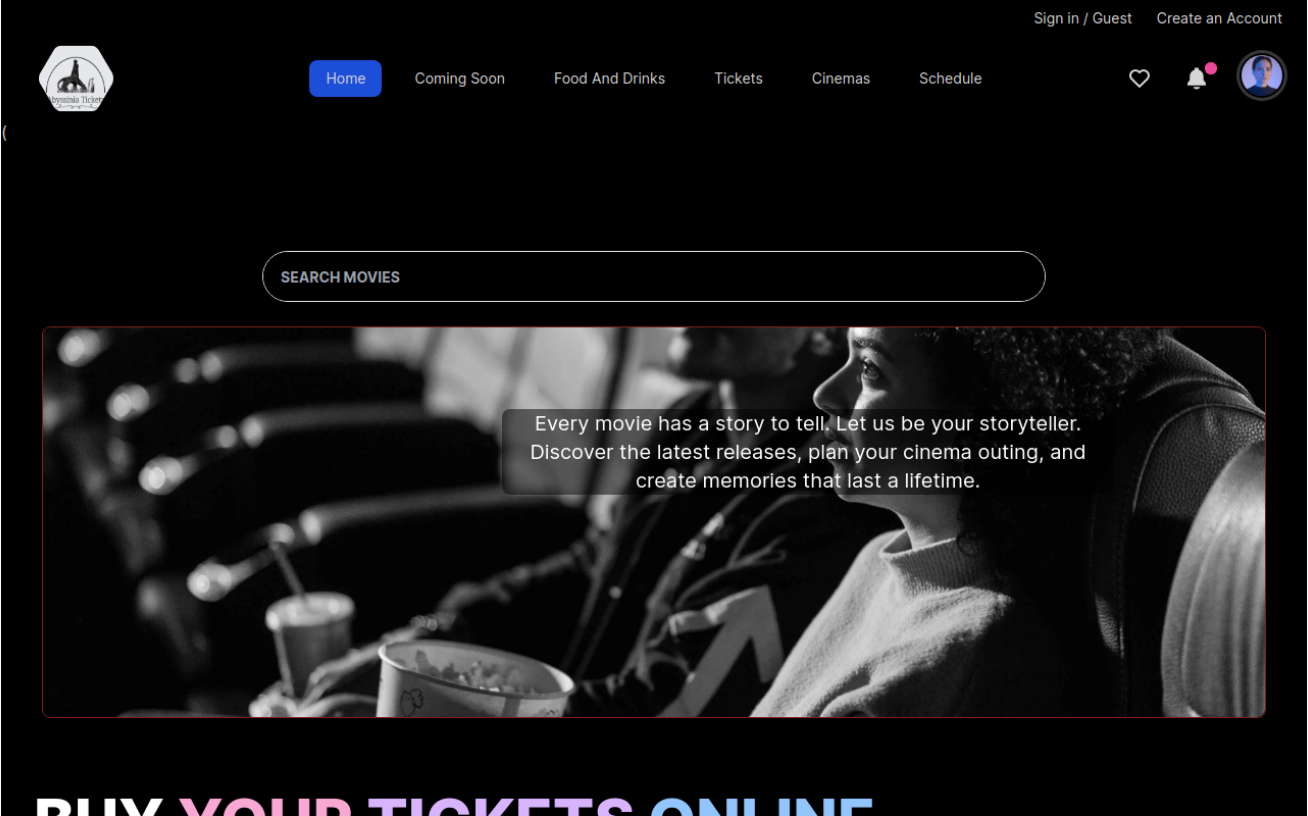 Sign in / Guest Create an Account
Abyssinia Tickets
Home Coming Soon Food And Drinks Tickets Cinemas Schedule
(
SEARCH MOVIES
Every movie has a story to tell. Let us be your storyteller.
Discover the latest releases, plan your cinema outing, and
create memories that last a lifetime.
BUY YOUR TICKETS ONLINE